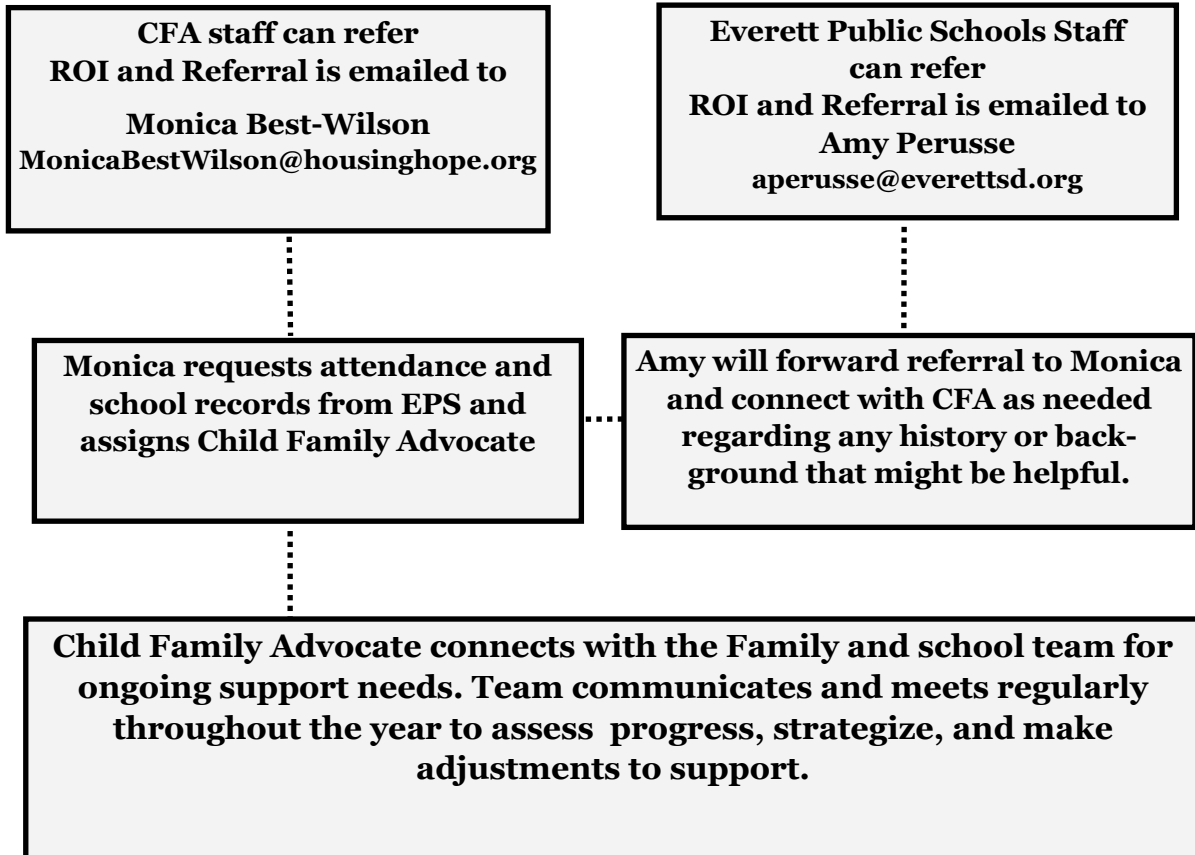 CFA staff can refer
ROI and Referral is emailed to
Monica Best-Wilson
MonicaBestWilson@housinghope.org
Everett Public Schools Staff
can refer
ROI and Referral is emailed to
Amy Perusse
aperusse@everettsd.org
Monica requests attendance and
school records from EPS and
assigns Child Family Advocate
Amy will forward referral to Monica
and connect with CFA as needed
regarding any history or back-
ground that might be helpful.
Child Family Advocate connects with the Family and school team for
ongoing support needs. Team communicates and meets regularly
throughout the year to assess  progress, strategize, and make
adjustments to support.